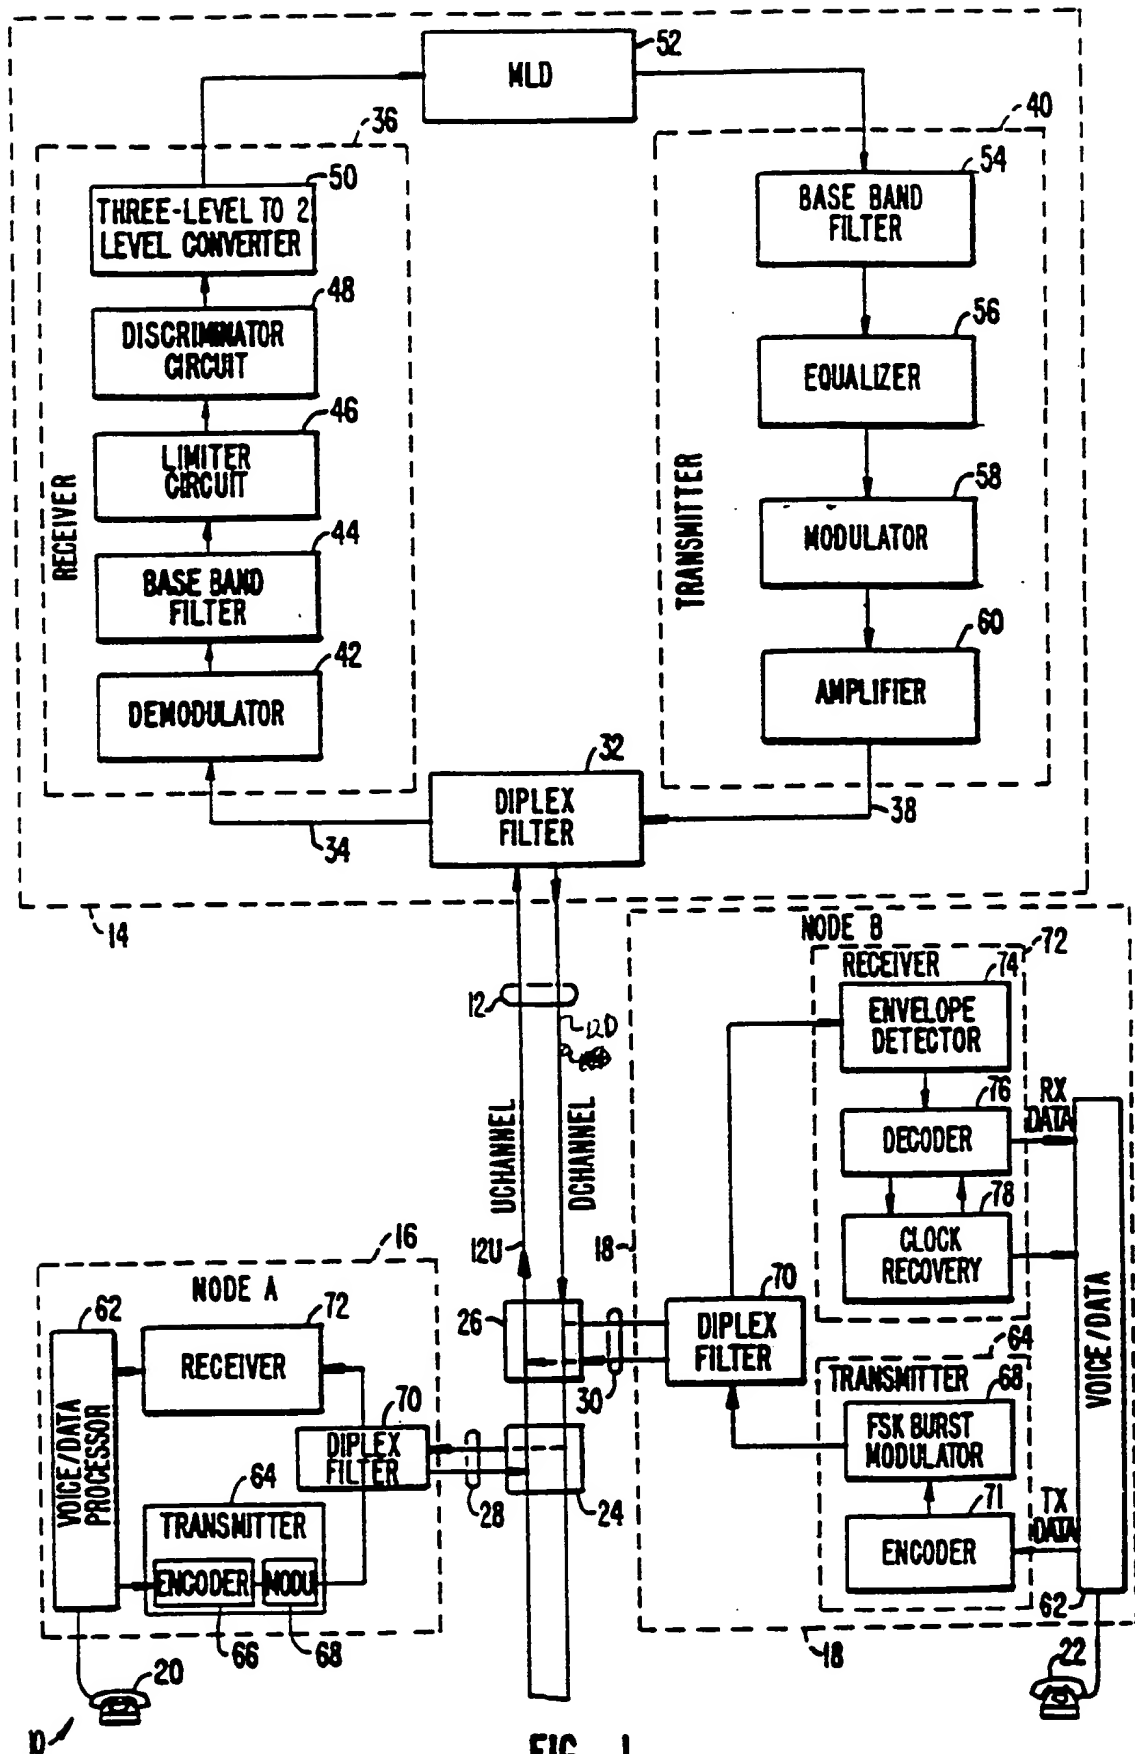 MLD
52
40
36
50
THREE-LEVEL TO 2
LEVEL CONVERTER
54
BASE BAND
FILTER
48
DISCRIMINATOR
CIRCUIT
56
EQUALIZER
46
LIMITER
CIRCUIT
RECEIVER
TRANSMITTER
58
MODULATOR
44
BASE BAND
FILTER
60
AMPLIFIER
42
DEMODULATOR
32
DIPLEX
FILTER
34
38
14
12
12D
UCHANNEL
DCHANNEL
12U
NODE B
72
RECEIVER
74
ENVELOPE
DETECTOR
76
DECODER
RX
DATA
78
CLOCK
RECOVERY
18
70
DIPLEX
FILTER
VOICE/DATA
64
TRANSMITTER
68
FSK BURST
MODULATOR
71
ENCODER
TX
DATA
62
18
22
26
30
24
28
16
NODE A
62
72
RECEIVER
VOICE/DATA
PROCESSOR
70
DIPLEX
FILTER
64
TRANSMITTER
ENCODER
MODU
66
68
20
10
FIG. 1